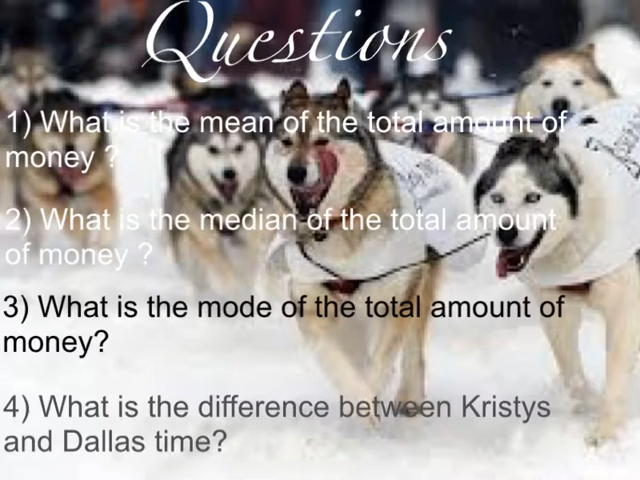 Questions
1) What is the mean of the total amount of
money ?
2) What is the median of the total amount
of money ?
3) What is the mode of the total amount of
money?
4) What is the difference between Kristys
and Dallas time?